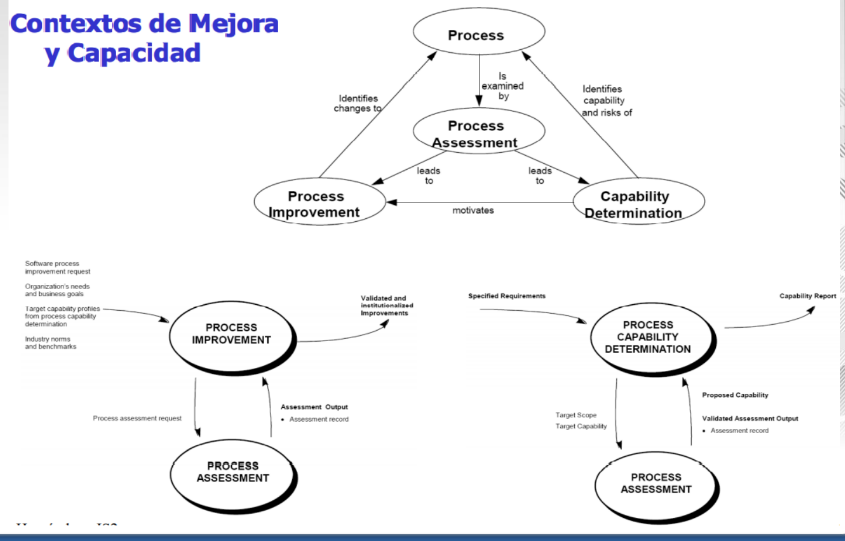 Contextos de Mejora
y Capacidad
Process
Is
examined
by
Identifies
changes to
Identifies
capability
and risks of
Process
Assessment
leads
to
leads
to
Process
Improvement
motivates
Capability
Determination
Software process
improvement request
Organization's needs
and business goals
Target capability profiles
from process capability
determination
Industry norms
and benchmarks
PROCESS
IMPROVEMENT
Validated and
institutionalized
Improvements
Process assessment request
Assessment Output
• Assessment record
PROCESS
ASSESSMENT
Specified Requirements
PROCESS
CAPABILITY
DETERMINATION
Capability Report
Target Scope
Target Capability
Proposed Capability
Validated Assessment Output
• Assessment record
PROCESS
ASSESSMENT